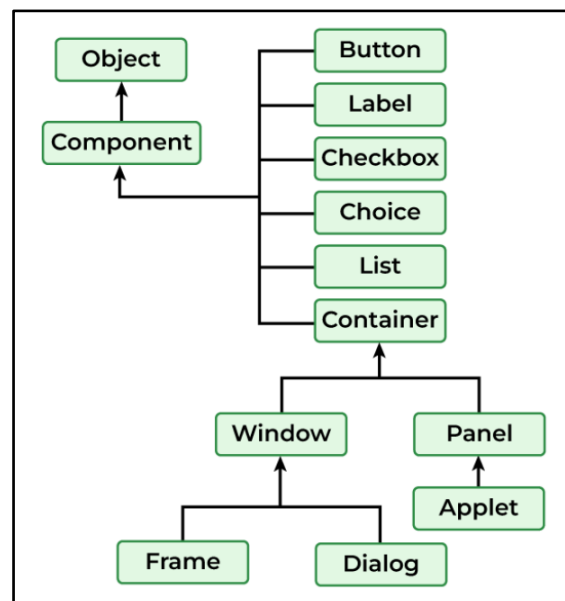 Object
Component
Button
Label
Checkbox
Choice
List
Container
Window
Panel
Applet
Frame
Dialog